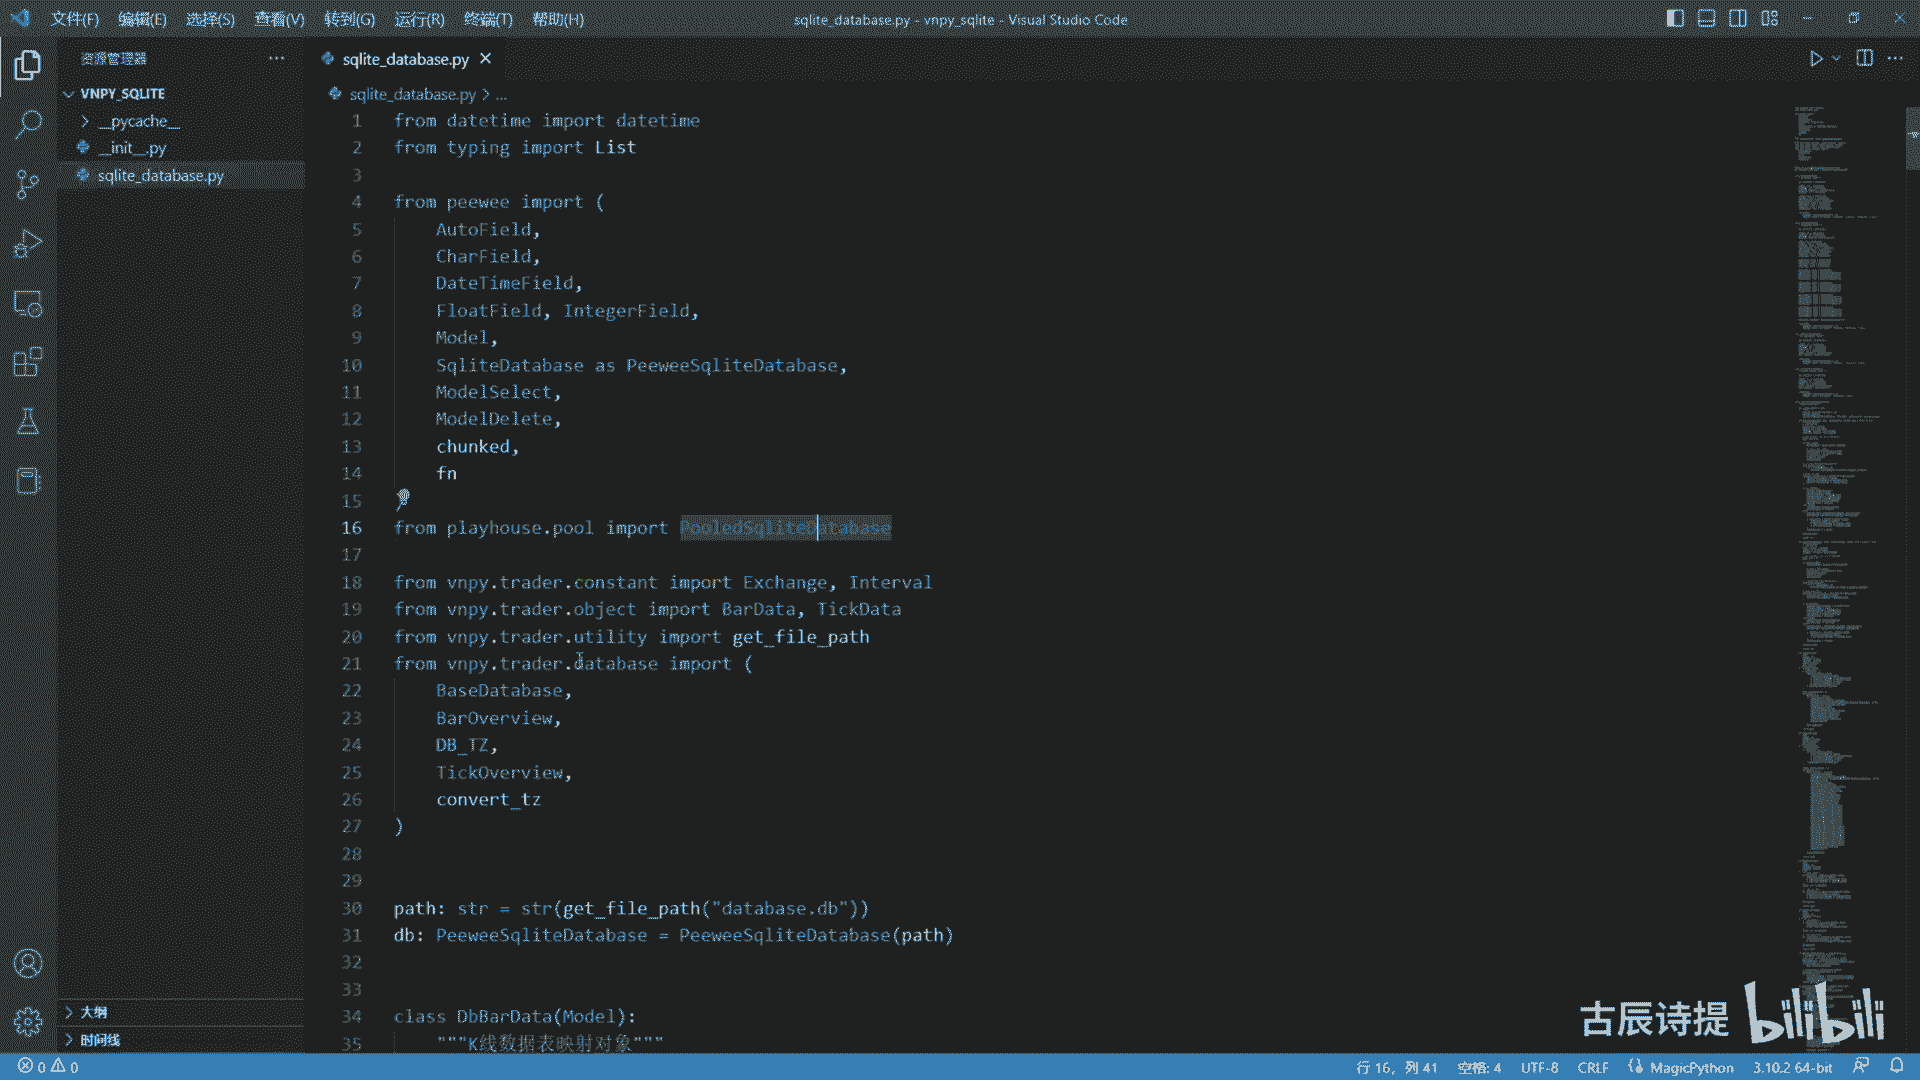 文件(F) 编辑(E) 选择(S) 查看(V) 转到(G) 运行(R) 终端(T) 帮助(H)
sqlite_database.py - vnpy_sqlite - Visual Studio Code
资源管理器
VNPY_SQLITE
__pycache__
__init__.py
sqlite_database.py
sqlite_database.py
sqlite_database.py > ...
1 from datetime import datetime
2 from typing import List
3
4 from peewee import (
5 AutoField,
6 CharField,
7 DateTimeField,
8 FloatField, IntegerField,
9 Model,
10 SqliteDatabase as PeeweeSqliteDatabase,
11 ModelSelect,
12 ModelDelete,
13 chunked,
14 fn
15 )
16 from playhouse.pool import PooledSqliteDatabase
17
18 from vnpy.trader.constant import Exchange, Interval
19 from vnpy.trader.object import BarData, TickData
20 from vnpy.trader.utility import get_file_path
21 from vnpy.trader.database import (
22 BaseDatabase,
23 BarOverview,
24 DB_TZ,
25 TickOverview,
26 convert_tz
27 )
28
29
30 path: str = str(get_file_path("database.db"))
31 db: PeeweeSqliteDatabase = PeeweeSqliteDatabase(path)
32
33
34 class DbBarData(Model):
35 """K线数据表映射对象"""
大纲
时间线
古辰诗提 bilibili
0 0
行 16, 列 41 空格: 4 UTF-8 CRLF MagicPython 3.10.2 64-bit